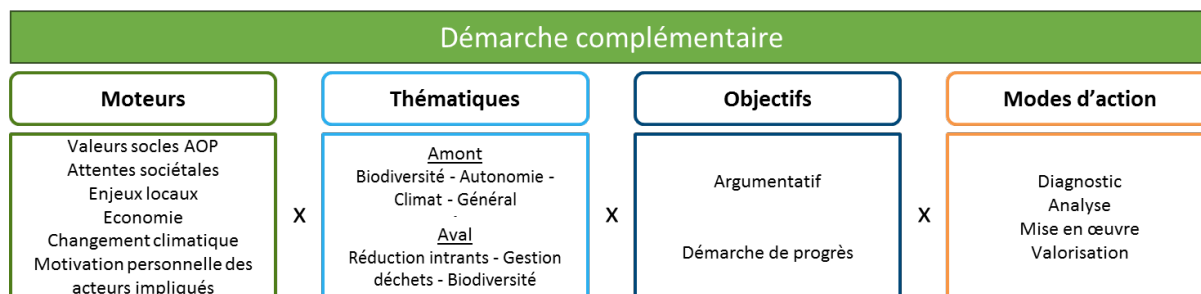 Démarche complémentaire
Moteurs
Valeurs socles AOP
Attentes sociétales
Enjeux locaux
Economie
Changement climatique
Motivation personnelle des
acteurs impliqués
x
Thématiques
Amont
Biodiversité - Autonomie -
Climat - Général
-
Aval
Réduction intrants - Gestion
déchets - Biodiversité
x
Objectifs
Argumentatif
Démarche de progrès
x
Modes d’action
Diagnostic
Analyse
Mise en œuvre
Valorisation